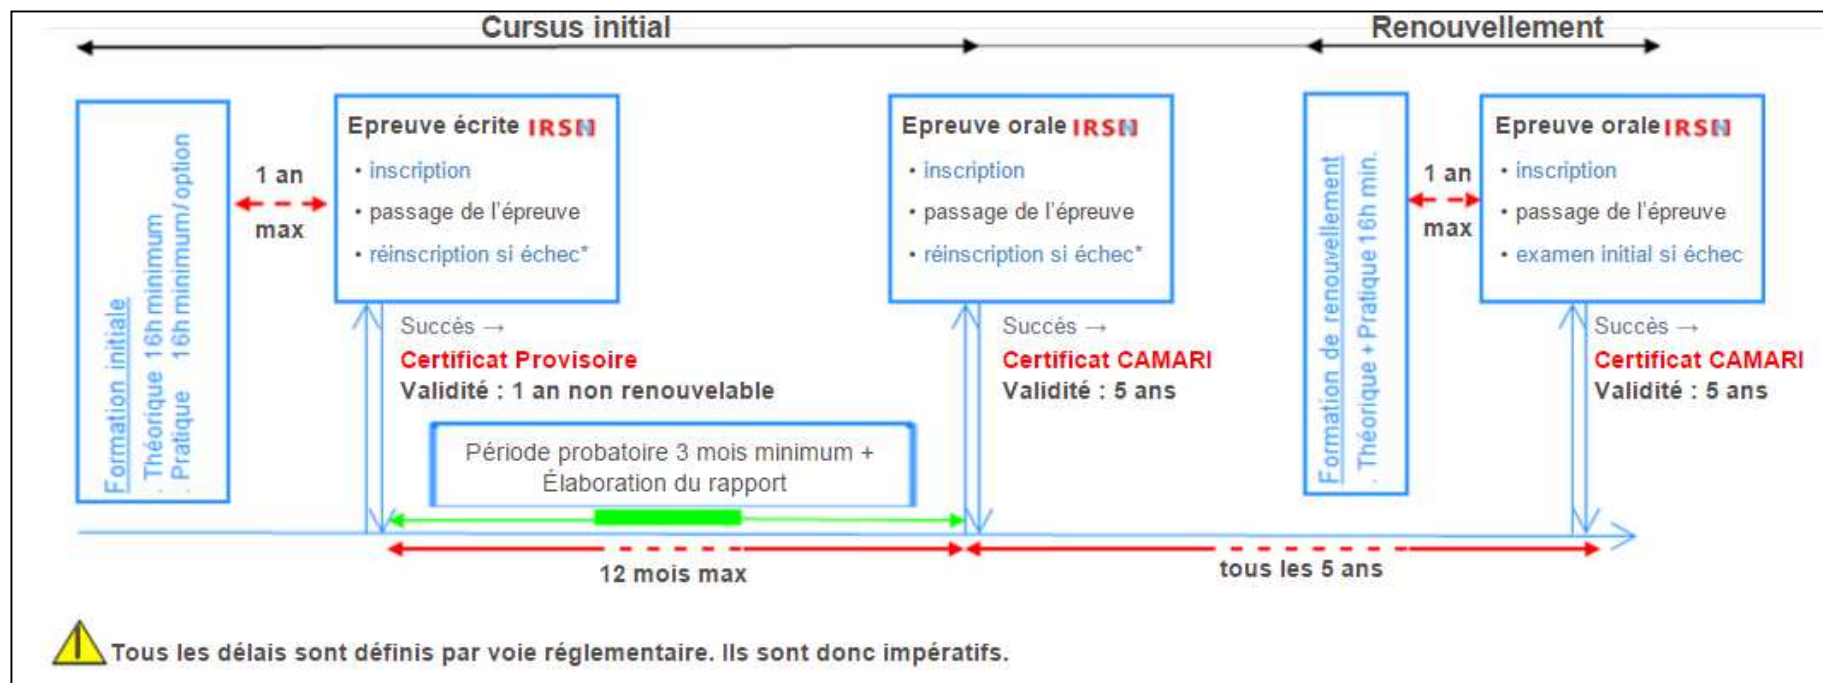 Cursus initial
Renouvellement
Formation initiale
. Théorique 16h minimum
. Pratique 16h minimum/option
1 an
max
Epreuve écrite IRSN
• inscription
• passage de l'épreuve
• réinscription si échec*
Succès →
Certificat Provisoire
Validité : 1 an non renouvelable
Période probatoire 3 mois minimum +
Élaboration du rapport
12 mois max
Epreuve orale IRSN
• inscription
• passage de l'épreuve
• réinscription si échec*
Succès →
Certificat CAMARI
Validité : 5 ans
tous les 5 ans
Formation de renouvellement
. Théorique + Pratique 16h min.
1 an
max
Epreuve orale IRSN
• inscription
• passage de l'épreuve
• examen initial si échec
Succès →
Certificat CAMARI
Validité : 5 ans
Tous les délais sont définis par voie réglementaire. Ils sont donc impératifs.